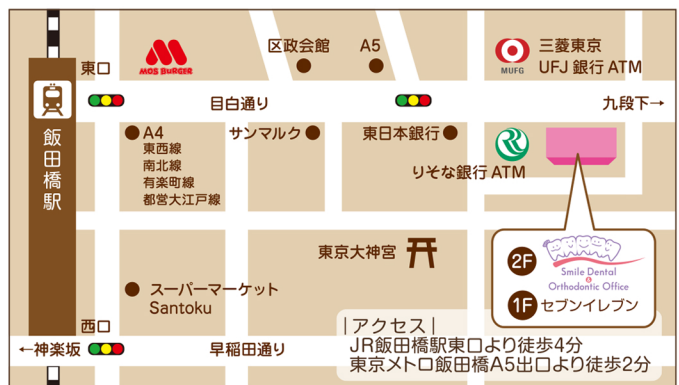 東口
MOS BURGER
区政会館
A5
MUFG
三菱東京
UFJ 銀行 ATM
目白通り
九段下→
飯田橋駅
A4
東西線
南北線
有楽町線
都営大江戸線
サンマルク
東日本銀行
りそな銀行 ATM
東京大神宮
2F
Smile Dental
&
Orthodontic Office
1F セブンイレブン
スーパーマーケット
Santoku
西口
←神楽坂
早稲田通り
|アクセス|
JR飯田橋駅東口より徒歩4分
東京メトロ飯田橋A5出口より徒歩2分